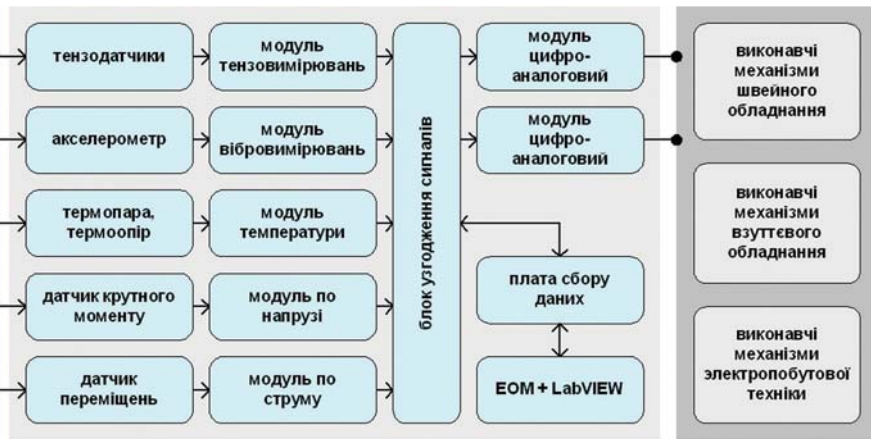 тензодатчики
модуль
тензовимірювань
акселерометр
модуль
вібровимірювань
термопара,
термоопір
модуль
температури
датчик крутного
моменту
модуль по
напрузі
датчик
переміщень
модуль по
струму
блок узгодження сигналів
модуль
цифро-
аналоговий
модуль
цифро-
аналоговий
плата сбору
даних
ЕОМ + LabVIEW
виконавчі
механізми
швейного
обладнання
виконавчі
механізми
взуттєвого
обладнання
виконавчі
механізми
электропобутової
техніки